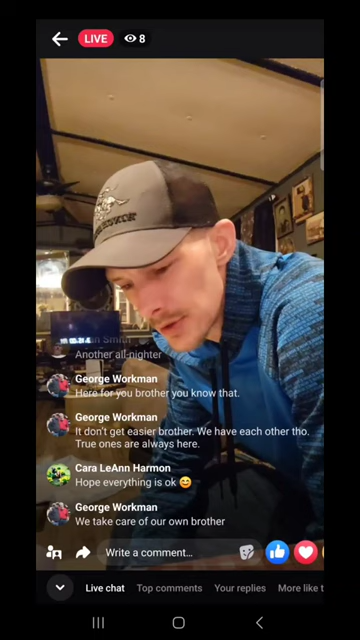 LIVE 8
an Smith
Another all-nighter
George Workman
Here for you brother you know that.
George Workman
It don't get easier brother. We have each other tho.
True ones are always here.
Cara LeAnn Harmon
Hope everything is ok 😊
George Workman
We take care of our own brother
Write a comment...
Live chat Top comments Your replies More like t